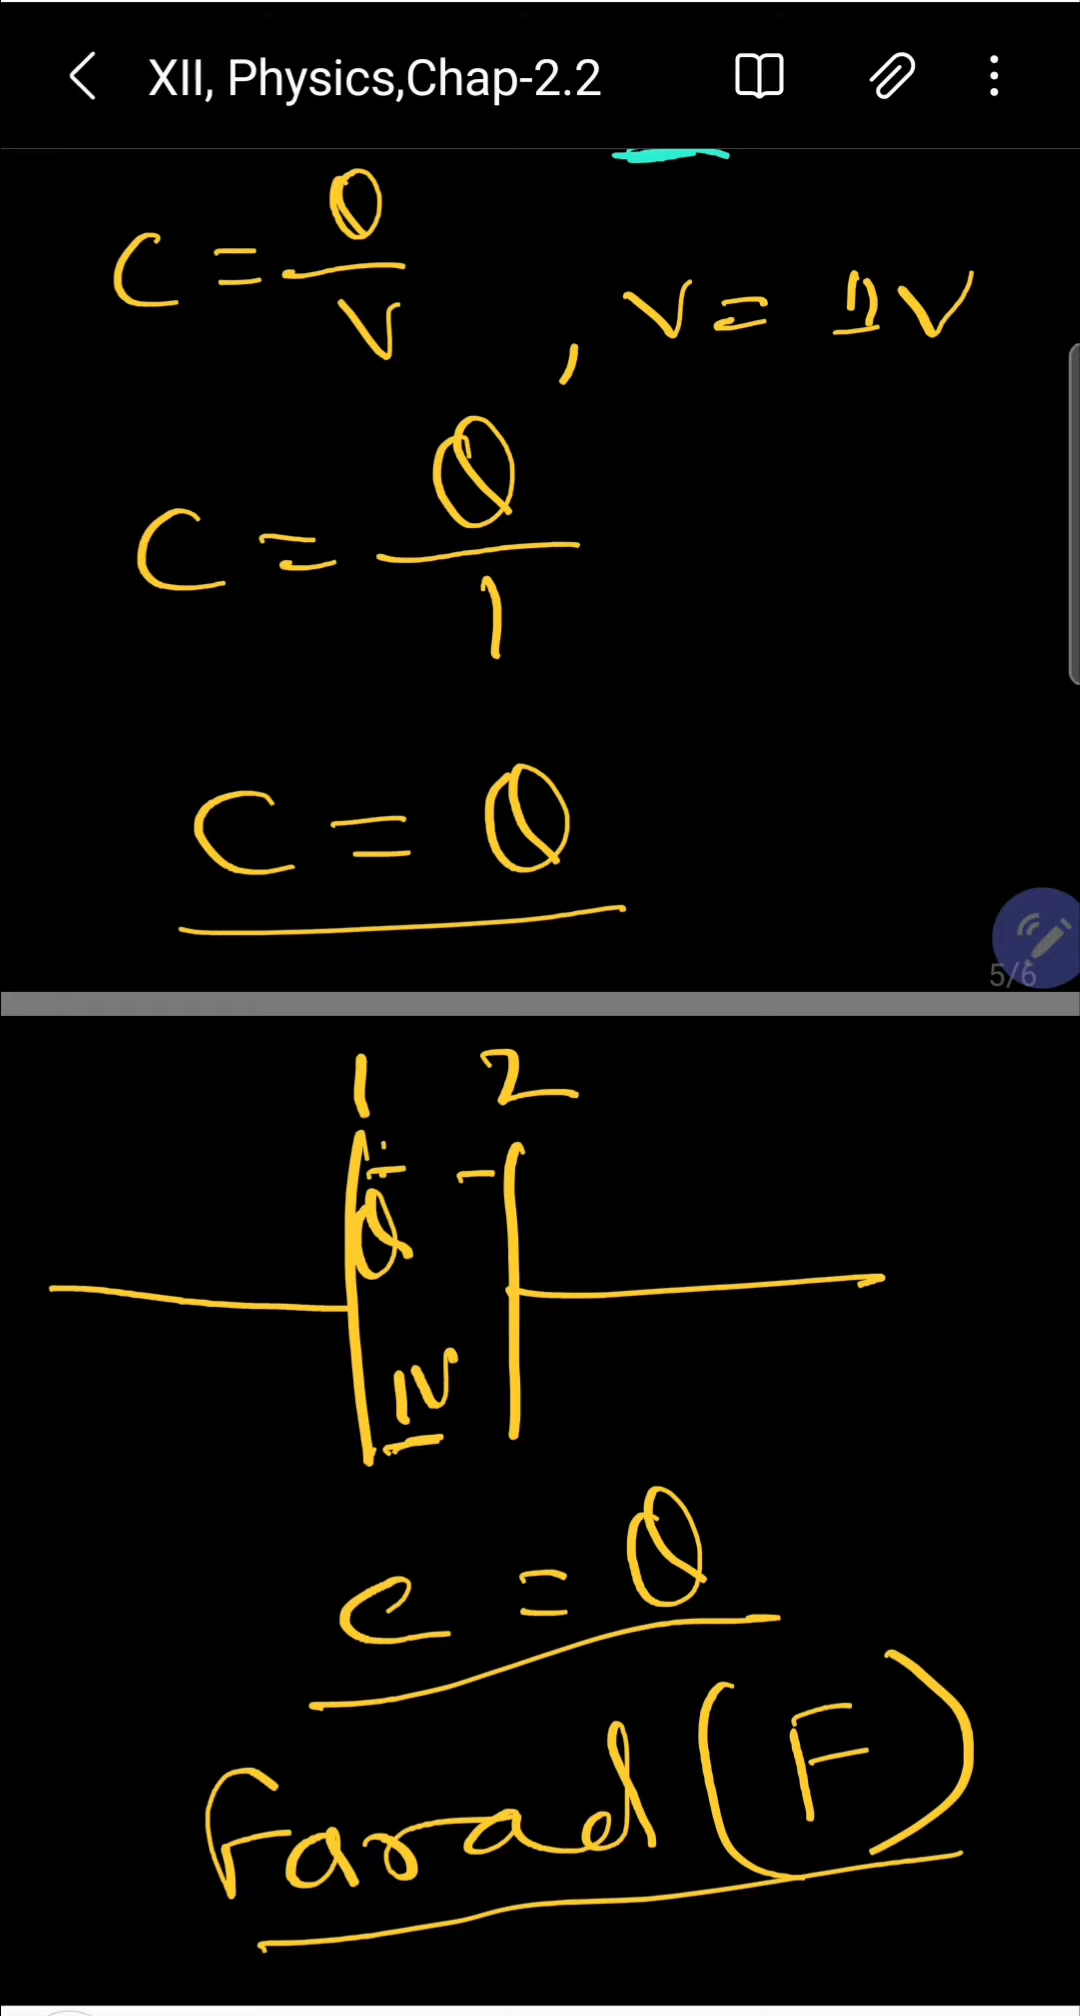 XII, Physics,Chap-2.2
C = Q/V , V = 1V
C = Q/1
C = Q
5/6
1 2
+ -
Q
1V
C = Q
Farad (F)